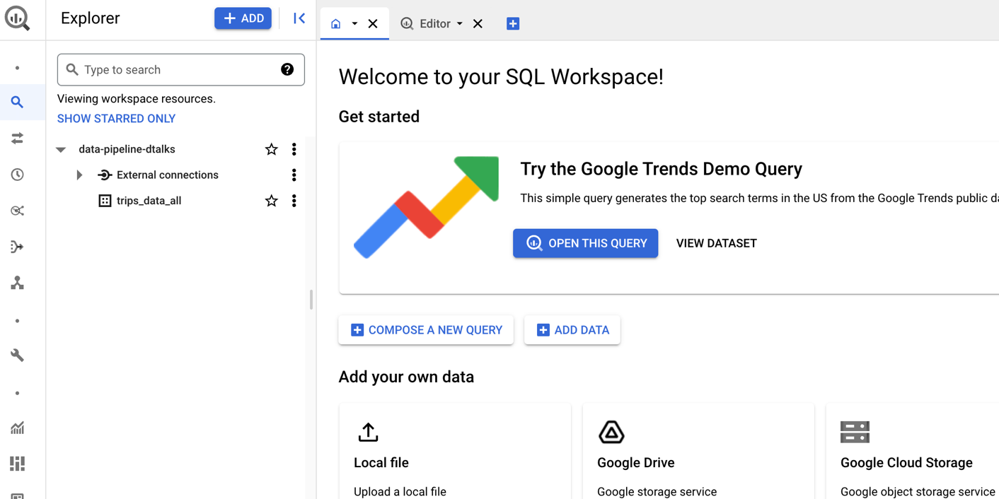 Explorer
ADD
Type to search
Viewing workspace resources.
SHOW STARRED ONLY
data-pipeline-dtalks
External connections
trips_data_all
Editor
Welcome to your SQL Workspace!
Get started
Try the Google Trends Demo Query
This simple query generates the top search terms in the US from the Google Trends public
OPEN THIS QUERY
VIEW DATASET
COMPOSE A NEW QUERY
ADD DATA
Add your own data
Local file
Upload a local file
Google Drive
Google storage service
Google Cloud Storage
Google object storage service